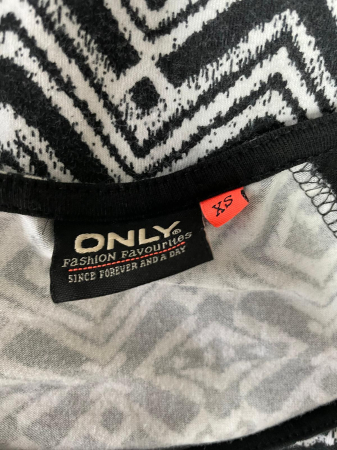 ONLY®
FASHION FAVOURITES
SINCE FOREVER AND A DAY
XS